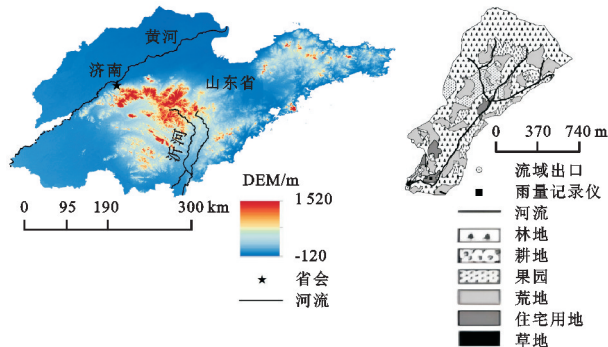 黄河
济南
山东省
沂河
DEM/m
1 520
-120
0 95 190 300 km
省会
河流
0 370 740 m
流域出口
雨量记录仪
河流
林地
耕地
果园
荒地
住宅用地
草地